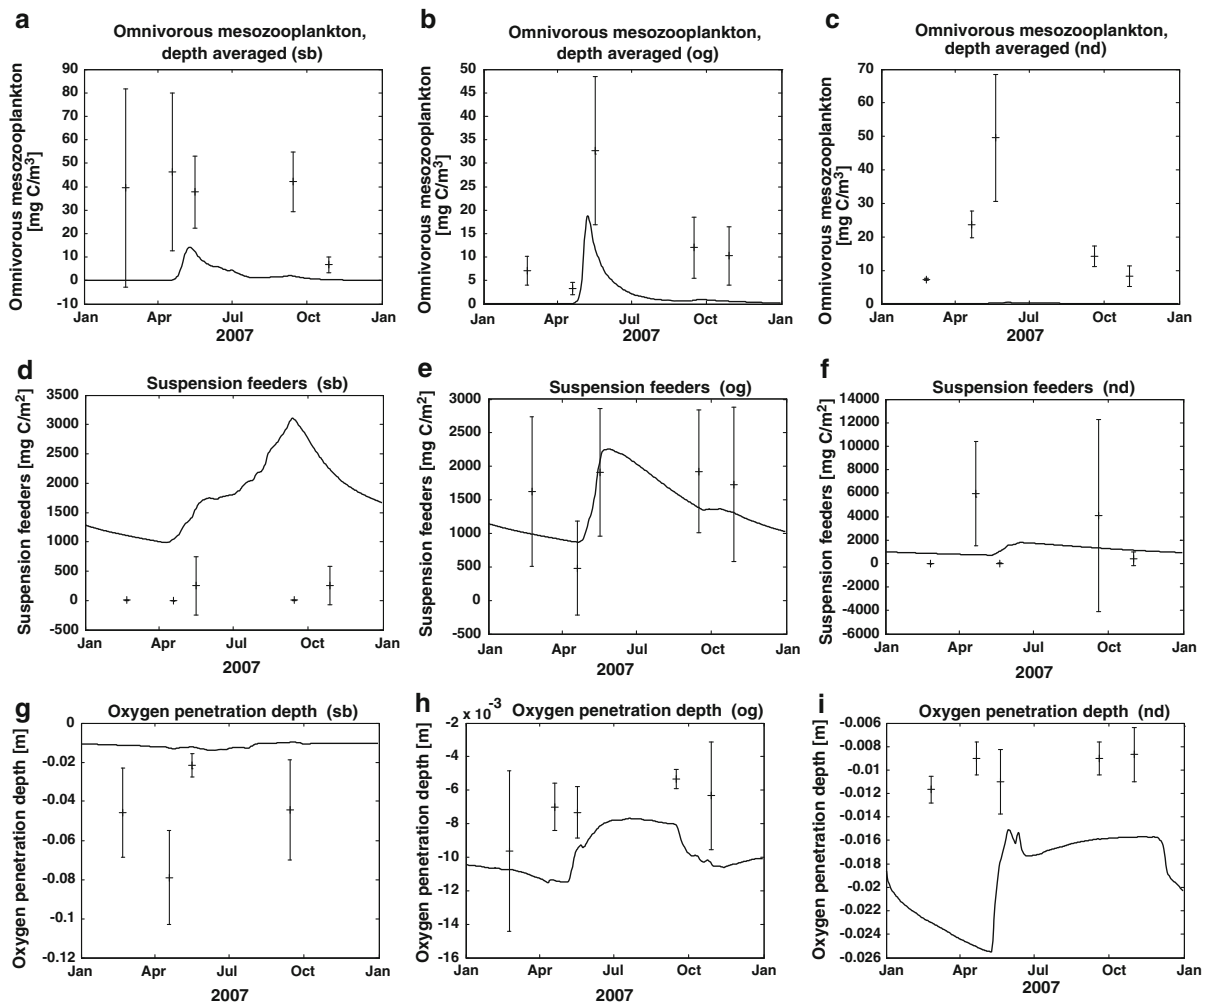 a
Omnivorous mesozooplankton,
depth averaged (sb)
Omnivorous mesozooplankton
[mg C/m3]
90
80
70
60
50
40
30
20
10
0
-10
Jan Apr Jul Oct Jan
2007
b
Omnivorous mesozooplankton,
depth averaged (og)
Omnivorous mesozooplankton
[mg C/m3]
50
45
40
35
30
25
20
15
10
5
0
Jan Apr Jul Oct Jan
2007
c
Omnivorous mesozooplankton,
depth averaged (nd)
Omnivorous mesozooplankton
[mg C/m3]
70
60
50
40
30
20
10
0
Jan Apr Jul Oct Jan
2007
d
Suspension feeders (sb)
Suspension feeders [mg C/m2]
3500
3000
2500
2000
1500
1000
500
0
-500
Jan Apr Jul Oct Jan
2007
e
Suspension feeders (og)
Suspension feeders [mg C/m2]
3000
2500
2000
1500
1000
500
0
-500
Jan Apr Jul Oct Jan
2007
f
Suspension feeders (nd)
Suspension feeders [mg C/m2]
14000
12000
10000
8000
6000
4000
2000
0
-2000
-4000
-6000
Jan Apr Jul Oct Jan
2007
g
Oxygen penetration depth (sb)
Oxygen penetration depth [m]
0
-0.02
-0.04
-0.06
-0.08
-0.1
-0.12
Jan Apr Jul Oct Jan
2007
h
x 10-3
Oxygen penetration depth (og)
Oxygen penetration depth [m]
-2
-4
-6
-8
-10
-12
-14
-16
Jan Apr Jul Oct Jan
2007
i
Oxygen penetration depth (nd)
Oxygen penetration depth [m]
-0.006
-0.008
-0.01
-0.012
-0.014
-0.016
-0.018
-0.02
-0.022
-0.024
-0.026
Jan Apr Jul Oct Jan
2007